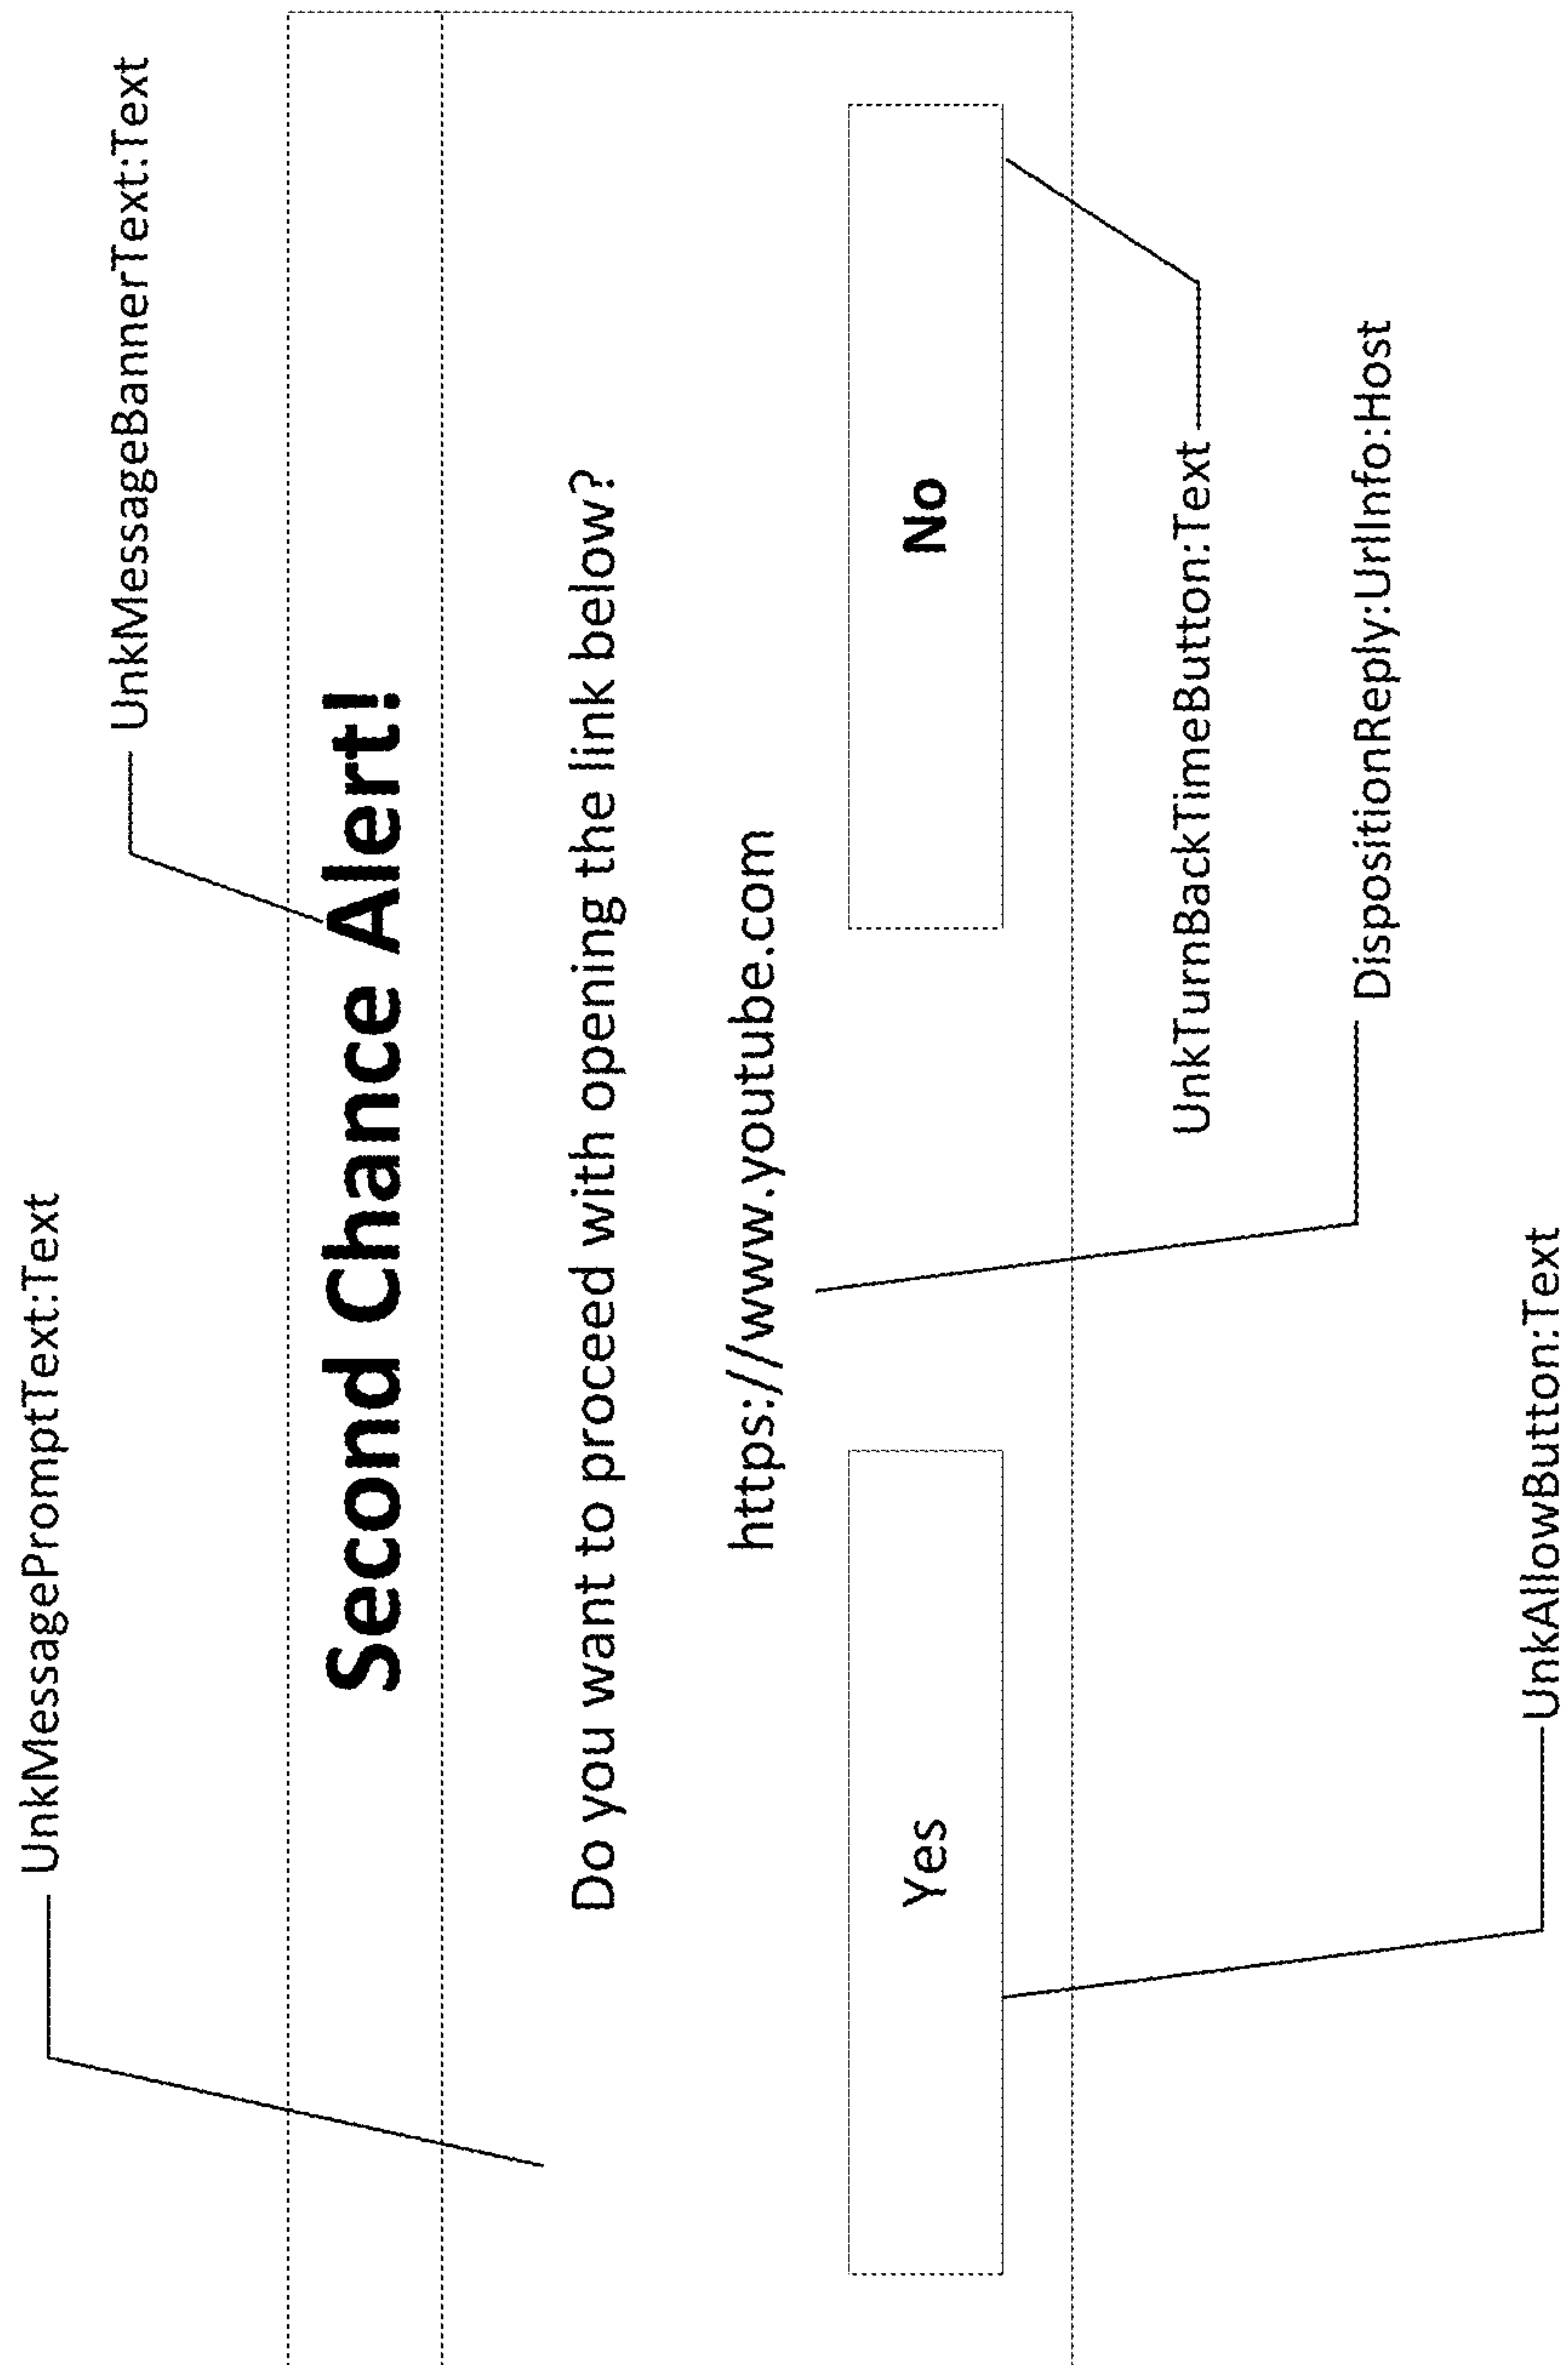 UnkMessagePromptText:Text
UnkMessageBannerText:Text
Second Chance Alert!
Do you want to proceed with opening the link below?
https://www.youtube.com
Yes
No
UnkTurnBackTimeButton:Text
DispositionReply:UrlInfo:Host
UnkAllowButton:Text